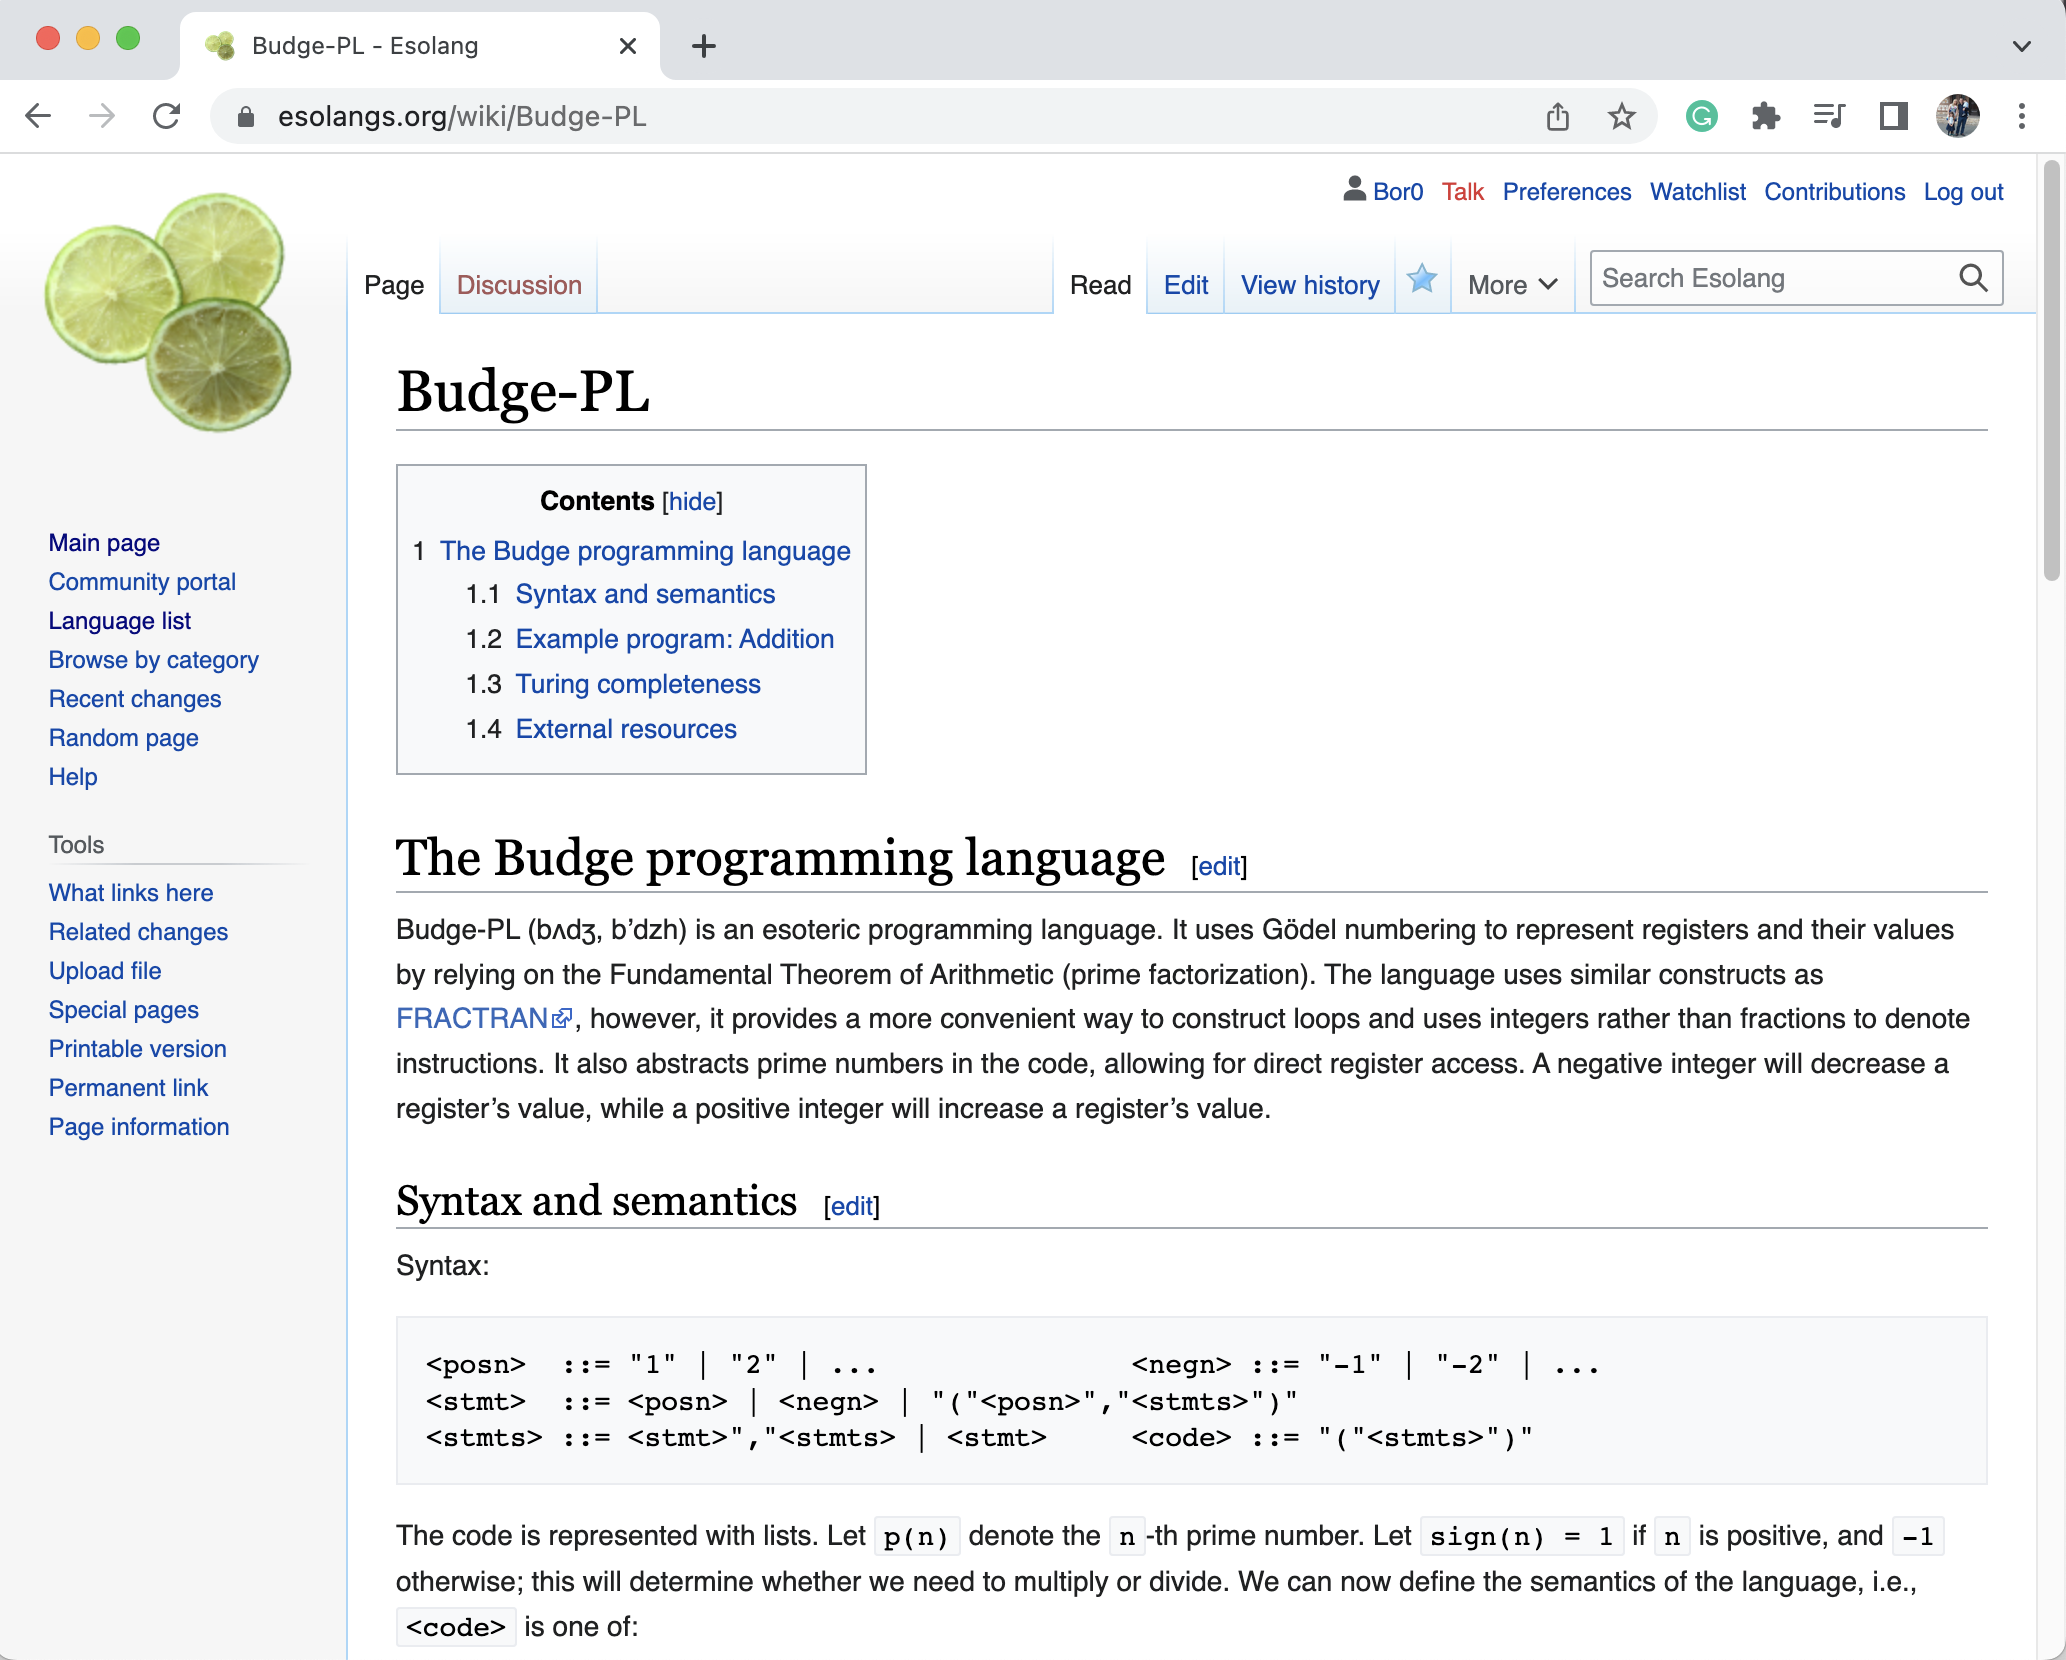 Budge-PL - Esolang
esolangs.org/wiki/Budge-PL
Bor0 Talk Preferences Watchlist Contributions Log out
Page Discussion Read Edit View history More Search Esolang
Main page
Community portal
Language list
Browse by category
Recent changes
Random page
Help
Tools
What links here
Related changes
Upload file
Special pages
Printable version
Permanent link
Page information
Budge-PL
Contents [hide]
1 The Budge programming language
1.1 Syntax and semantics
1.2 Example program: Addition
1.3 Turing completeness
1.4 External resources
The Budge programming language [edit]
Budge-PL (bʌdʒ, b’dzh) is an esoteric programming language. It uses Gödel numbering to represent registers and their values
by relying on the Fundamental Theorem of Arithmetic (prime factorization). The language uses similar constructs as
FRACTRAN, however, it provides a more convenient way to construct loops and uses integers rather than fractions to denote
instructions. It also abstracts prime numbers in the code, allowing for direct register access. A negative integer will decrease a
register’s value, while a positive integer will increase a register’s value.
Syntax and semantics [edit]
Syntax:
<posn> ::= "1" | "2" | ... <negn> ::= "-1" | "-2" | ...
<stmt> ::= <posn> | <negn> | "("<posn>","<stmts>")"
<stmts> ::= <stmt>","<stmts> | <stmt> <code> ::= "("<stmts>")"
The code is represented with lists. Let p(n) denote the n-th prime number. Let sign(n) = 1 if n is positive, and -1
otherwise; this will determine whether we need to multiply or divide. We can now define the semantics of the language, i.e.,
<code> is one of: